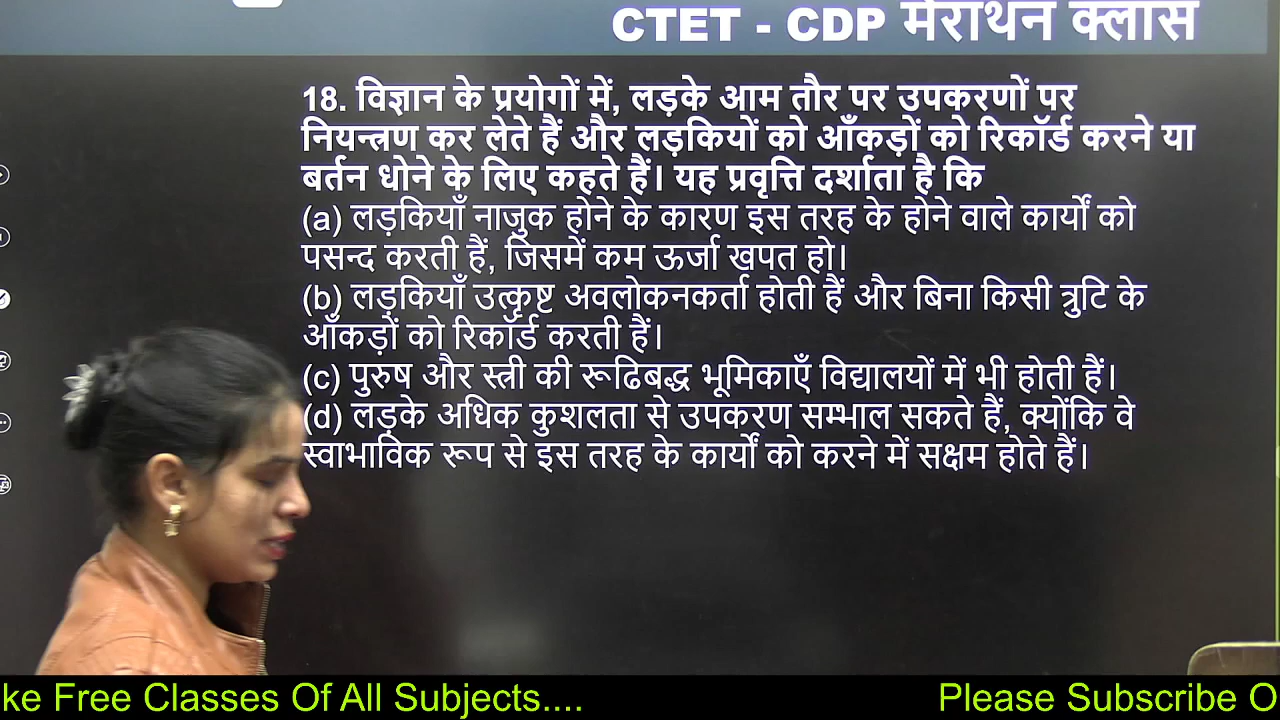 CTET - CDP मैराथन क्लास
18. विज्ञान के प्रयोगों में, लड़के आम तौर पर उपकरणों पर
नियन्त्रण कर लेते हैं और लड़कियों को आँकड़ों को रिकॉर्ड करने या
बर्तन धोने के लिए कहते हैं। यह प्रवृत्ति दर्शाता है कि
(a) लड़कियाँ नाजुक होने के कारण इस तरह के होने वाले कार्यों को
पसन्द करती हैं, जिसमें कम ऊर्जा खपत हो।
(b) लड़कियाँ उत्कृष्ट अवलोकनकर्ता होती हैं और बिना किसी त्रुटि के
आँकड़ों को रिकॉर्ड करती हैं।
(c) पुरुष और स्त्री की रूढिबद्ध भूमिकाएँ विद्यालयों में भी होती हैं।
(d) लड़के अधिक कुशलता से उपकरण सम्भाल सकते हैं, क्योंकि वे
स्वाभाविक रूप से इस तरह के कार्यों को करने में सक्षम होते हैं।
ke Free Classes Of All Subjects.... Please Subscribe O